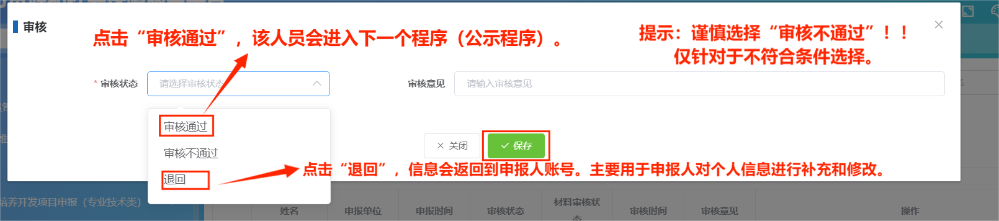 审核
点击“审核通过”，该人员会进入下一个程序（公示程序）。
提示：谨慎选择“审核不通过”！！
仅针对于不符合条件选择。
* 审核状态
请选择审核状态
审核意见
请输入审核意见
名
审核通过
审核不通过
退回
关闭
保存
点击“退回”，信息会返回到申报人账号。主要用于申报人对个人信息进行补充和修改。
培养开发项目申报（专业技术类）
姓名
申报单位
申报时间
审核状态
材料审核状态
审核时间
审核意见
操作